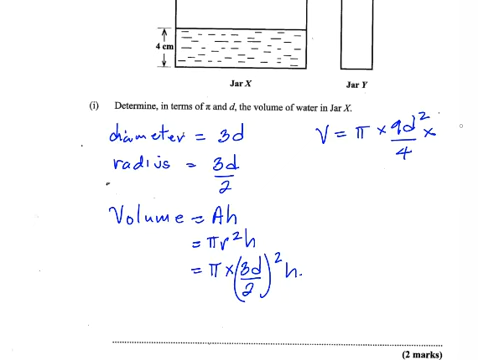 4 cm
Jar X
Jar Y
(i) Determine, in terms of π and d, the volume of water in Jar X.
diameter = 3d
radius = 3d/2
Volume = Ah
= πr²h
= π × (3d/2)² h.
V = π × 9d²/4 ×
(2 marks)